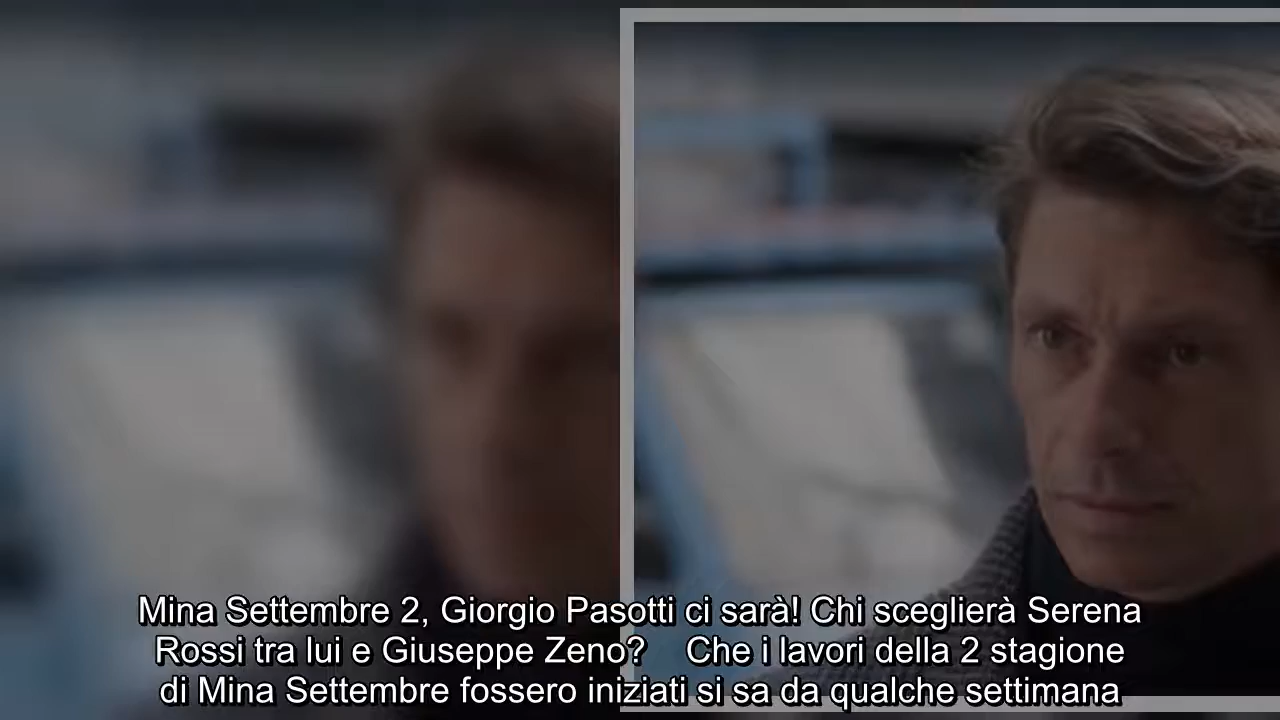 Mina Settembre 2, Giorgio Pasotti ci sarà! Chi sceglierà Serena
Rossi tra lui e Giuseppe Zeno? Che i lavori della 2 stagione
di Mina Settembre fossero iniziati si sa da qualche settimana